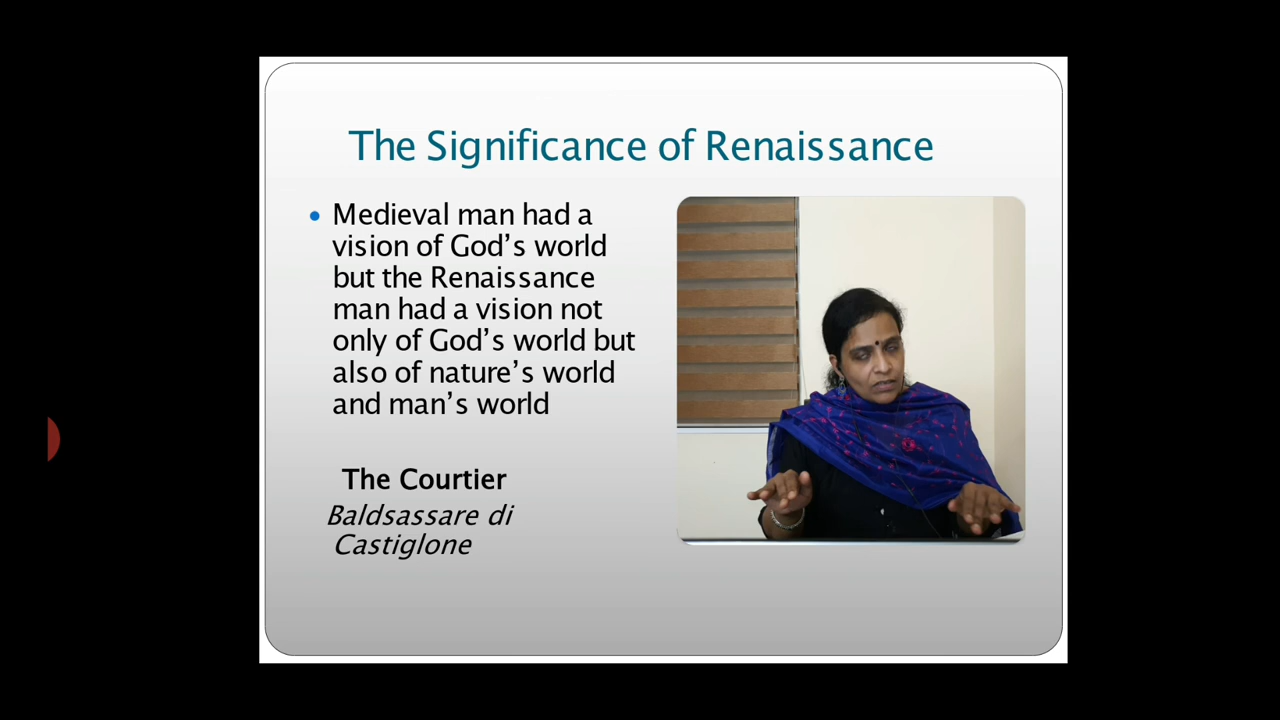 The Significance of Renaissance
Medieval man had a
vision of God's world
but the Renaissance
man had a vision not
only of God's world but
also of nature's world
and man's world
The Courtier
Baldsassare di
Castiglone